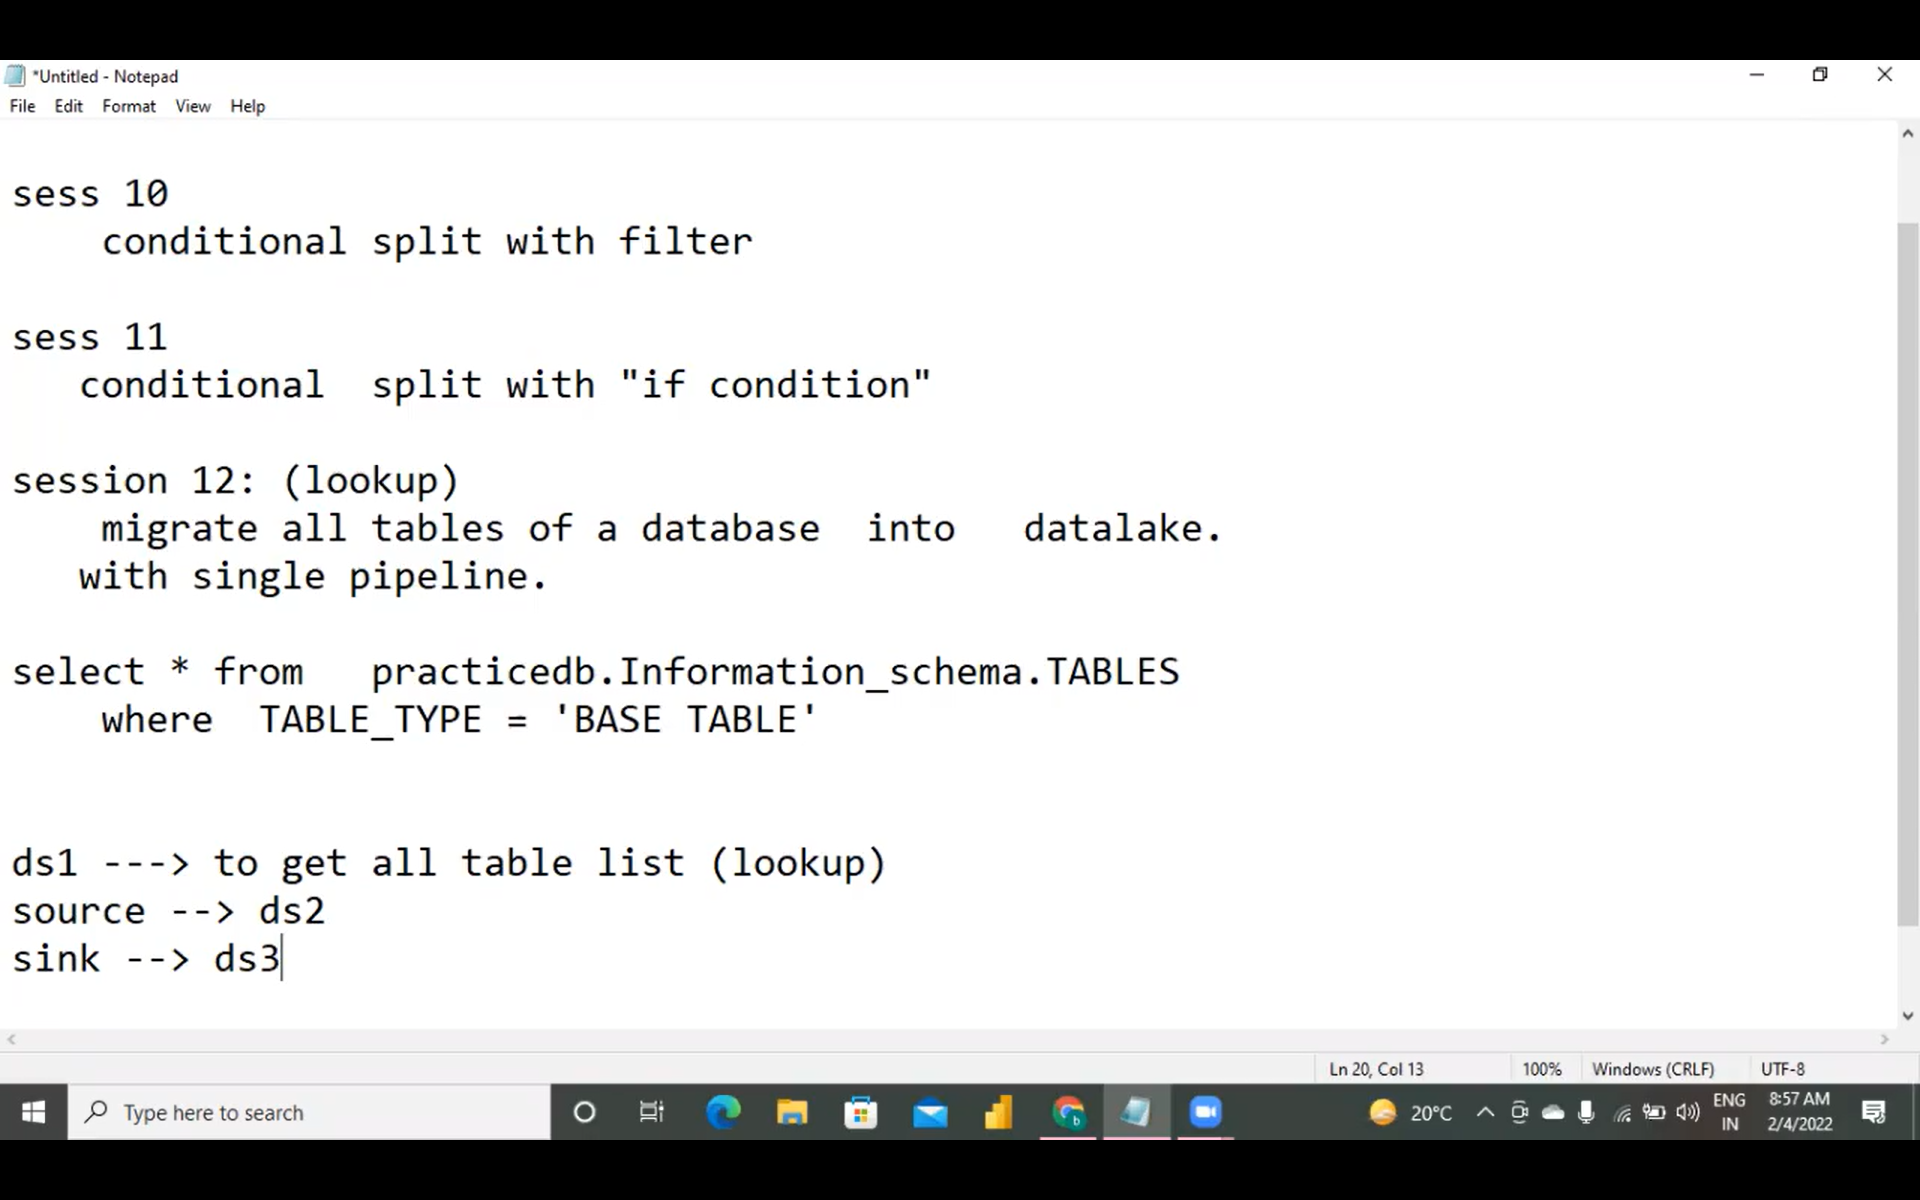 *Untitled - Notepad
File Edit Format View Help
sess 10
conditional split with filter
sess 11
conditional split with "if condition"
session 12: (lookup)
migrate all tables of a database into datalake.
with single pipeline.
select * from practicedb.Information_schema.TABLES
where TABLE_TYPE = 'BASE TABLE'
ds1 ---> to get all table list (lookup)
source --> ds2
sink --> ds3
Ln 20, Col 13 100% Windows (CRLF) UTF-8
Type here to search
20°C
ENG
IN
8:57 AM
2/4/2022